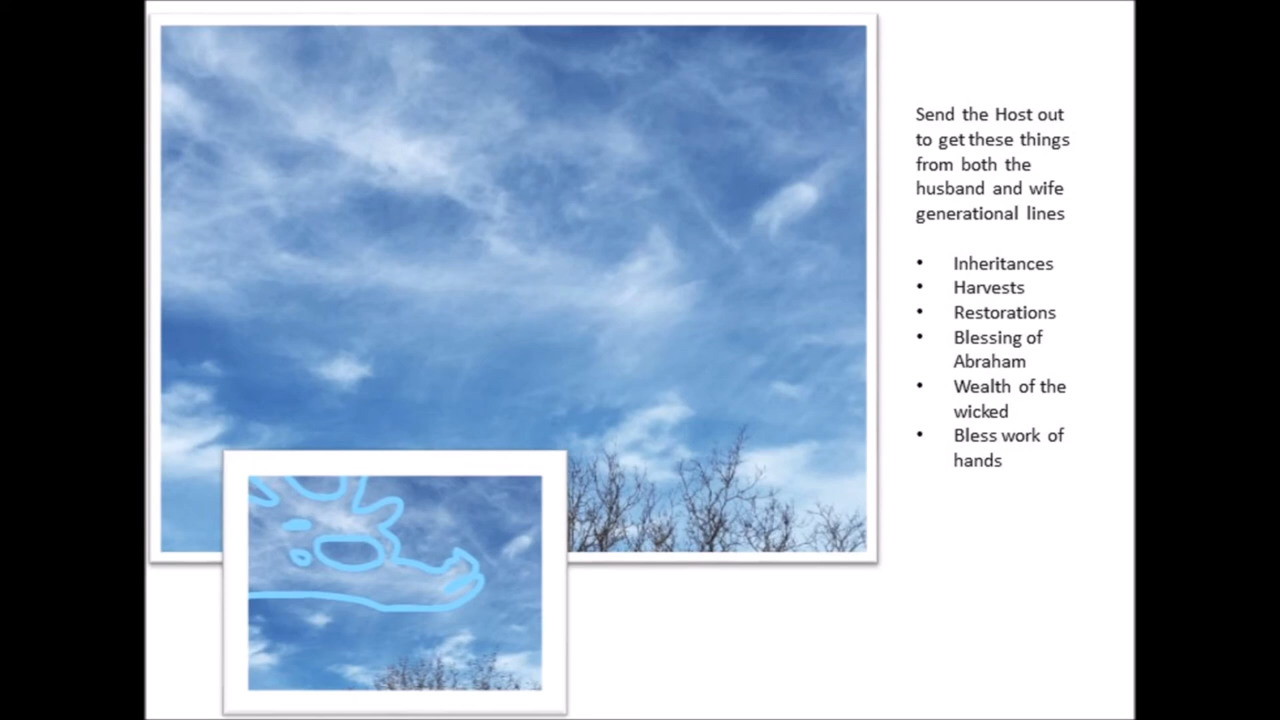 Send the Host out
to get these things
from both the
husband and wife
generational lines
• Inheritances
• Harvests
• Restorations
• Blessing of
Abraham
• Wealth of the
wicked
• Bless work of
hands